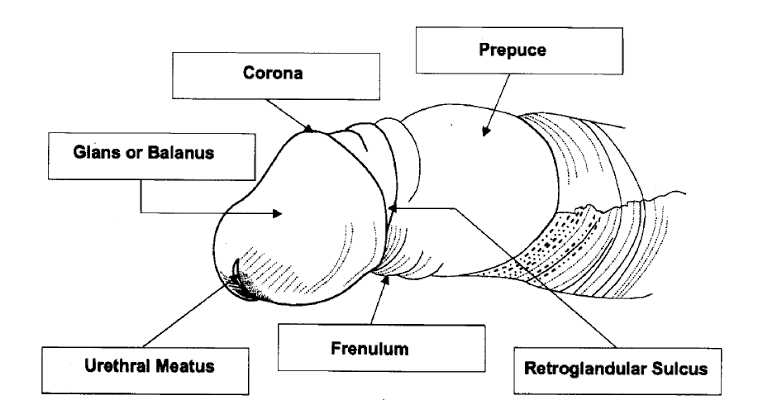 Prepuce
Corona
Glans or Balanus
Urethral Meatus
Frenulum
Retroglandular Sulcus